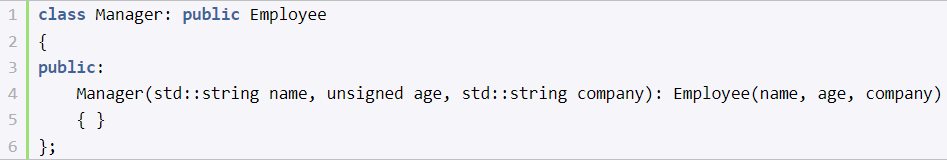 1 class Manager: public Employee
2 {
3 public:
4     Manager(std::string name, unsigned age, std::string company): Employee(name, age, company)
5     { }
6 };